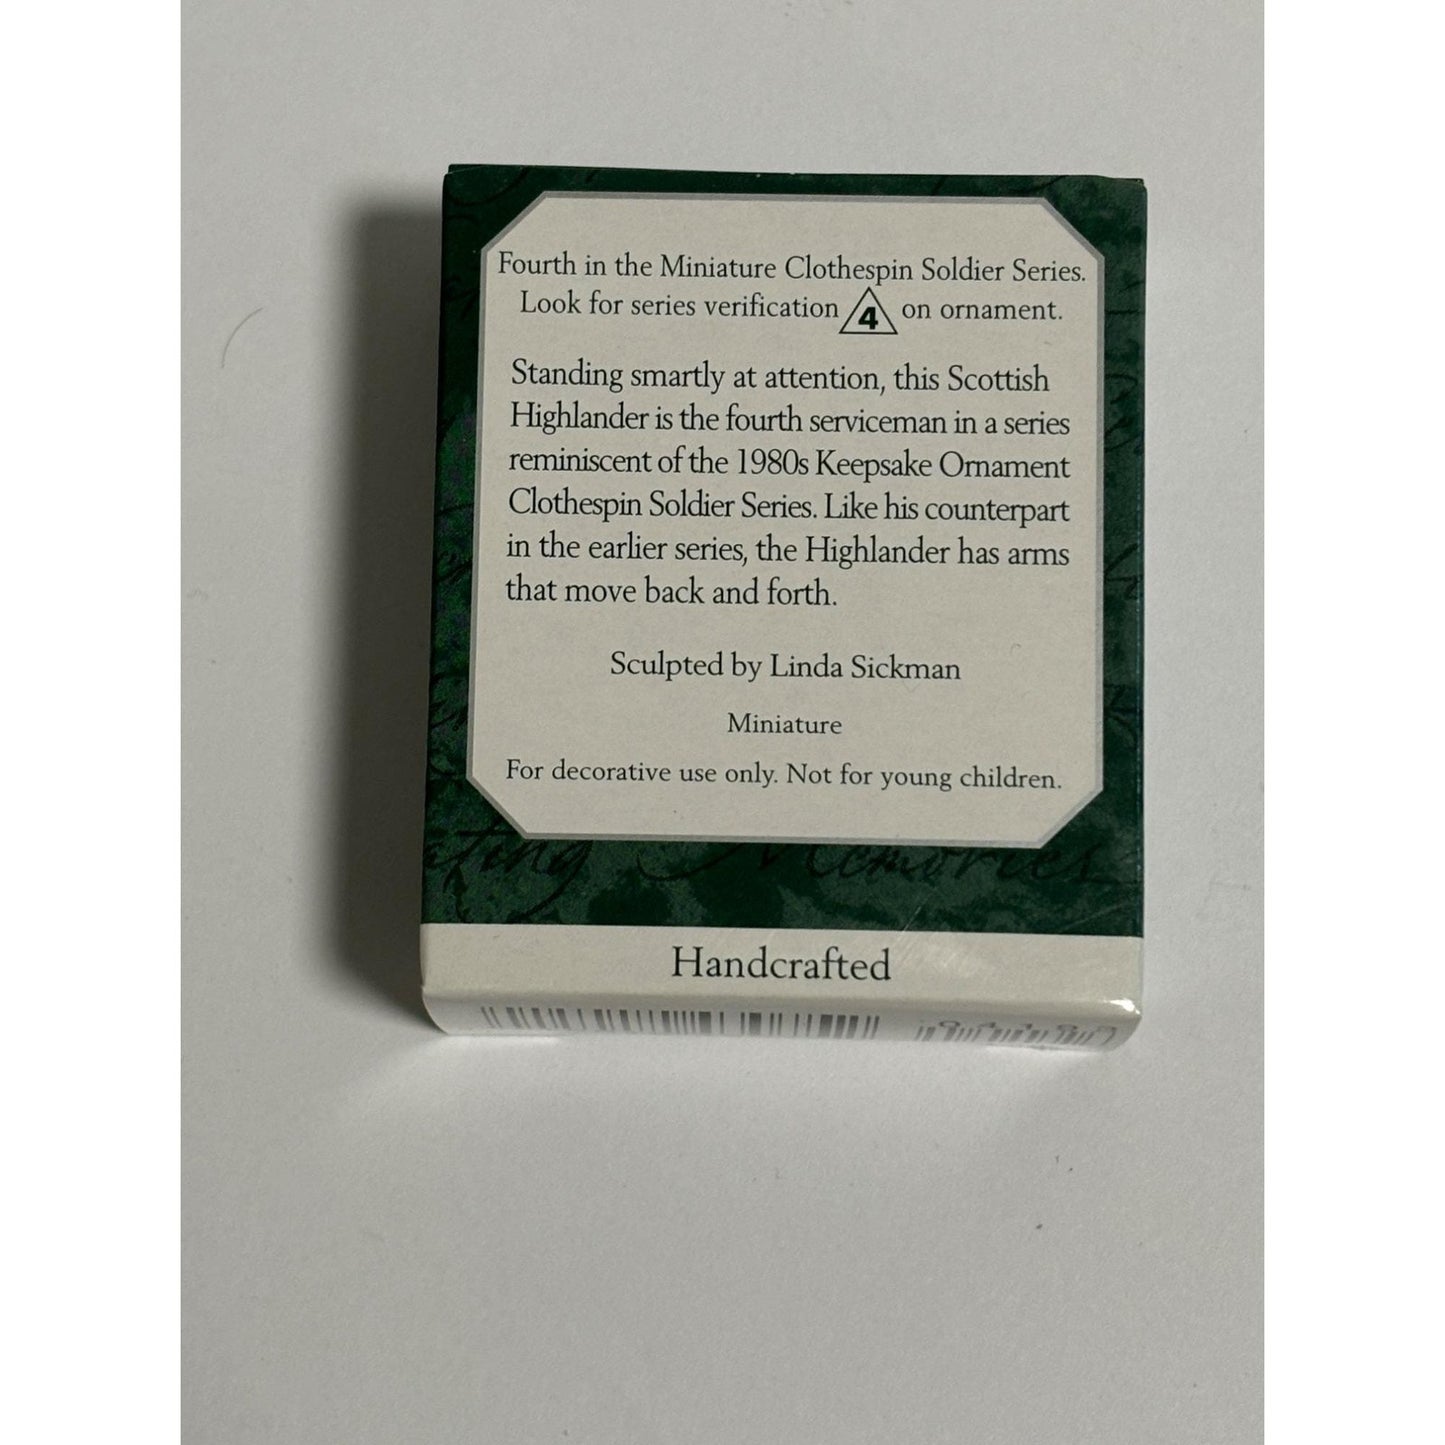 Fourth in the Miniature Clothespin Soldier Series.
Look for series verification 4 on ornament.
Standing smartly at attention, this Scottish
Highlander is the fourth serviceman in a series
reminiscent of the 1980s Keepsake Ornament
Clothespin Soldier Series. Like his counterpart
in the earlier series, the Highlander has arms
that move back and forth.
Sculpted by Linda Sickman
Miniature
For decorative use only. Not for young children.
Memories
Handcrafted